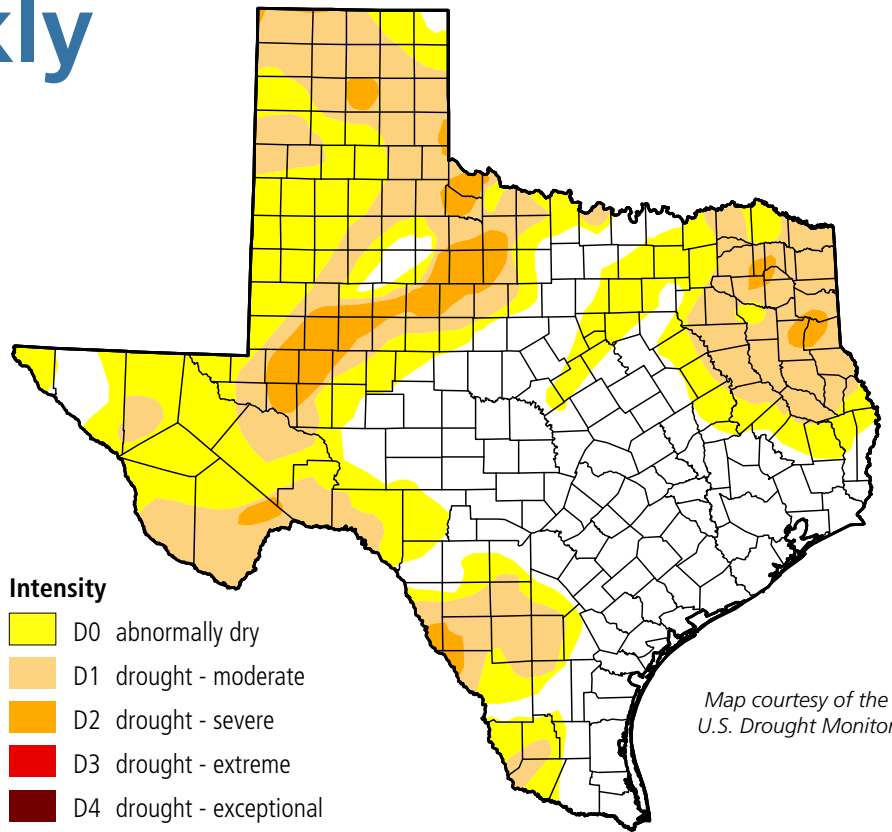 kly
Intensity
D0 abnormally dry
D1 drought - moderate
D2 drought - severe
D3 drought - extreme
D4 drought - exceptional
Map courtesy of the
U.S. Drought Monitor